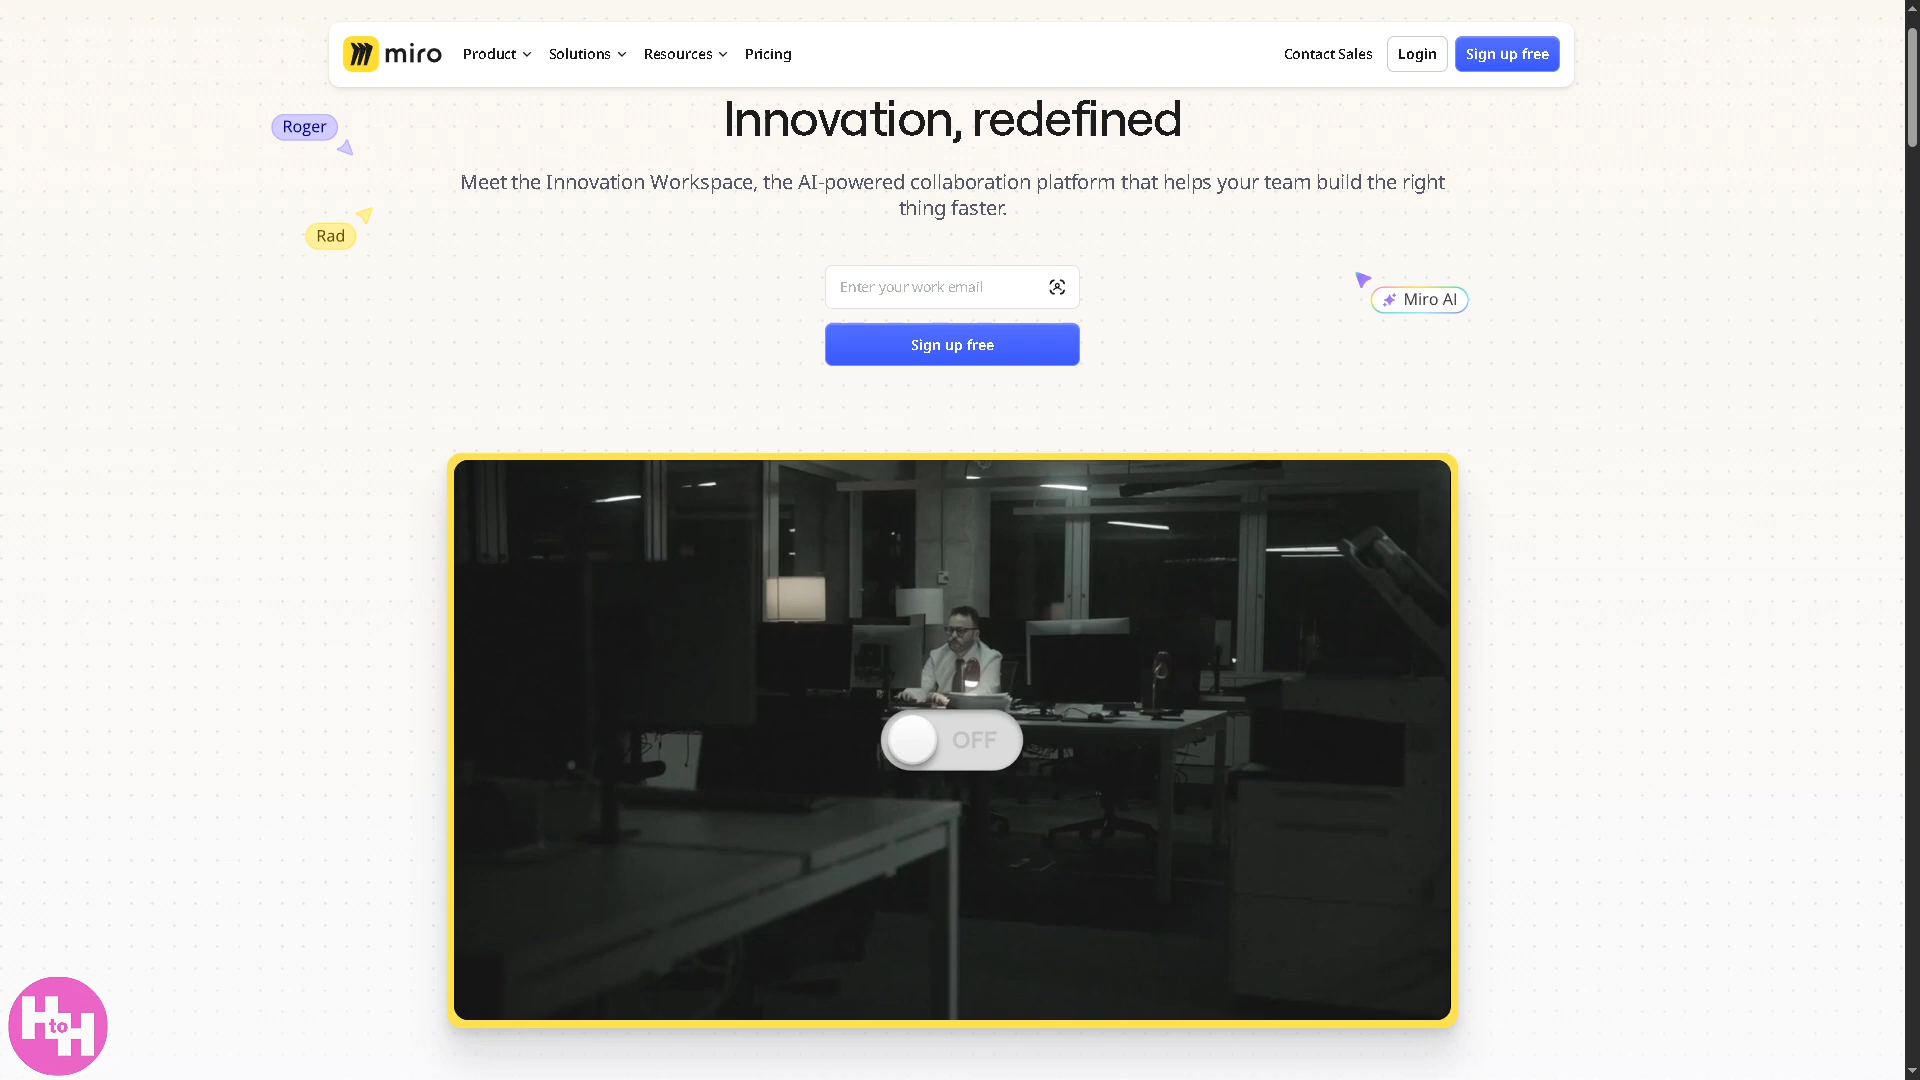 miro
Product
Solutions
Resources
Pricing
Contact Sales
Login
Sign up free
Roger
Innovation, redefined
Meet the Innovation Workspace, the AI-powered collaboration platform that helps your team build the right
thing faster.
Rad
Enter your work email
Miro AI
Sign up free
OFF
H to H